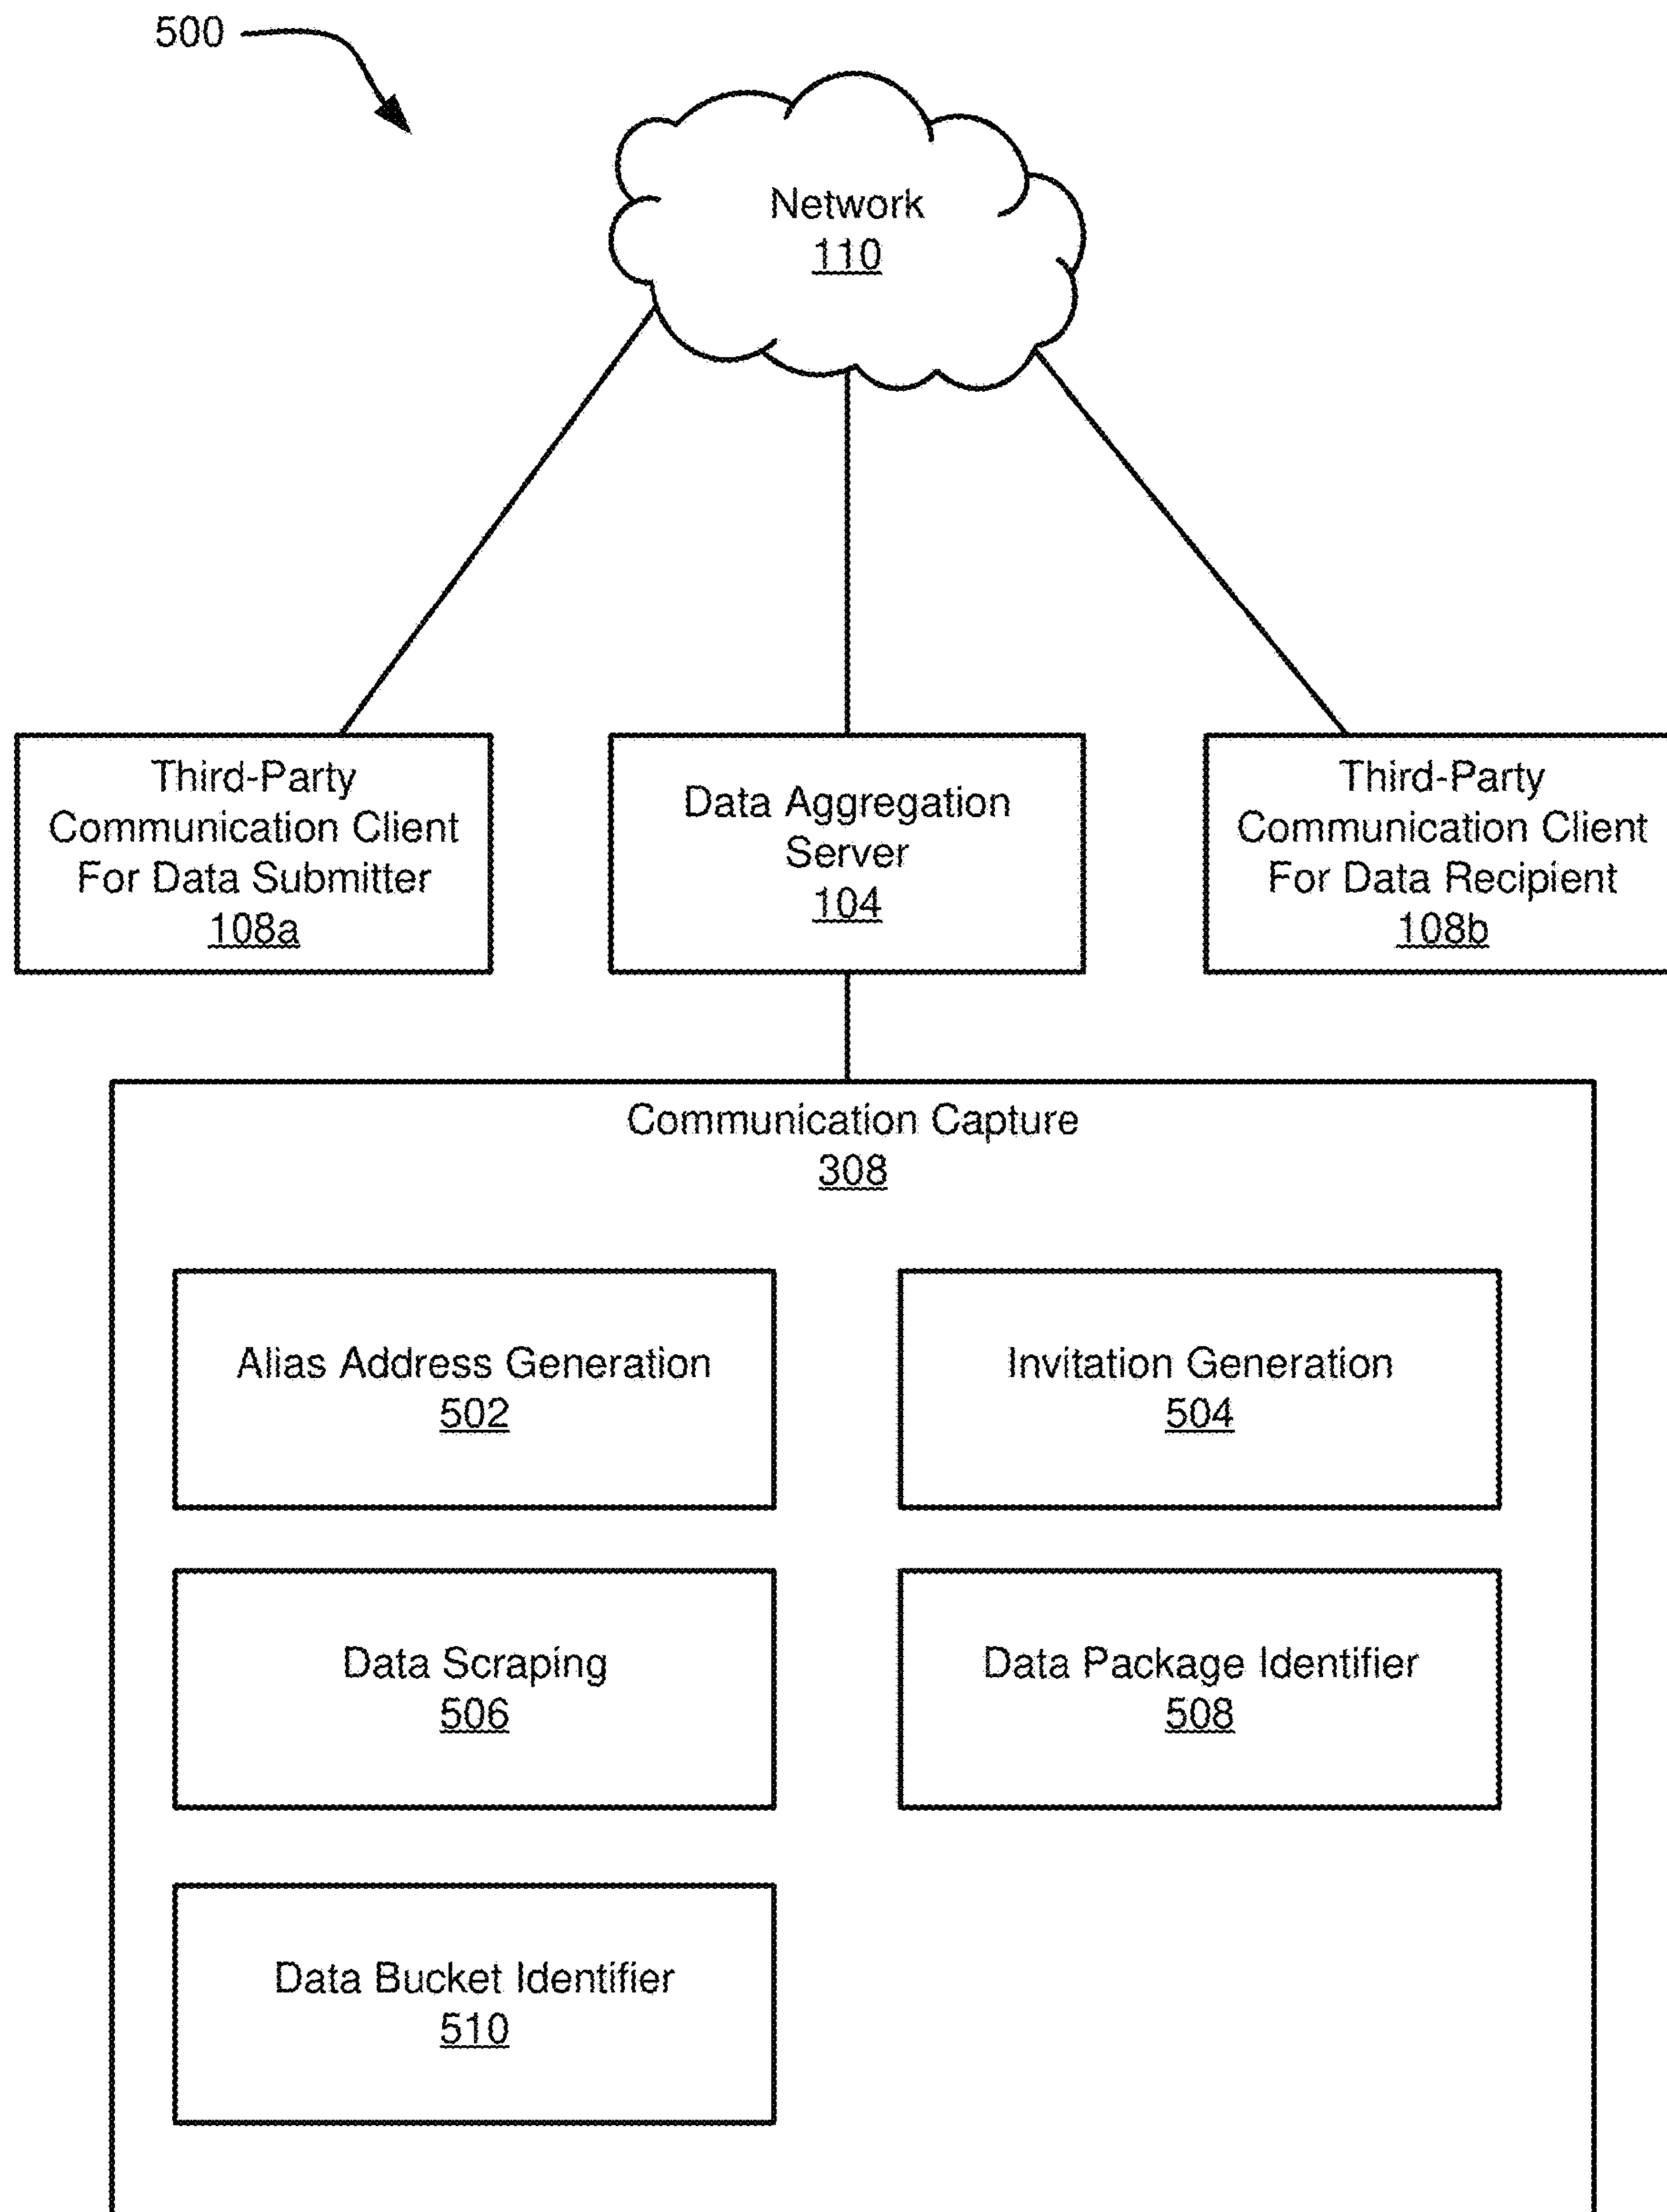 500
Network
110
Third-Party
Communication Client
For Data Submitter
108a
Data Aggregation
Server
104
Third-Party
Communication Client
For Data Recipient
108b
Communication Capture
308
Alias Address Generation
502
Invitation Generation
504
Data Scraping
506
Data Package Identifier
508
Data Bucket Identifier
510